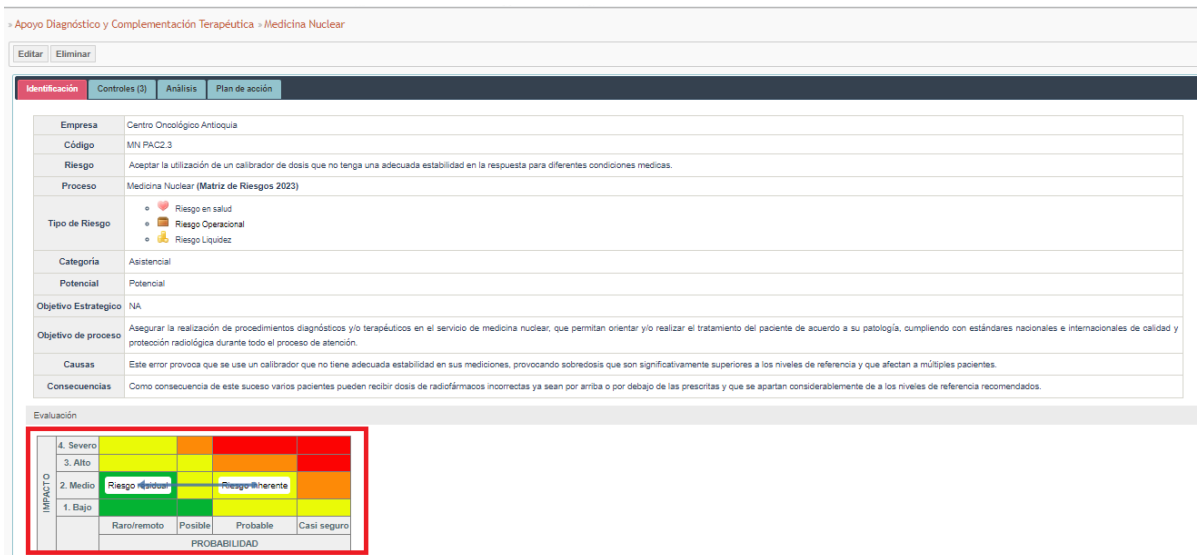 » Apoyo Diagnóstico y Complementación Terapéutica » Medicina Nuclear
Editar Eliminar
Identificación Controles (3) Análisis Plan de acción
Empresa Centro Oncológico Antioquia
Código MN PAC2.3
Riesgo Aceptar la utilización de un calibrador de dosis que no tenga una adecuada estabilidad en la respuesta para diferentes condiciones medicas.
Proceso Medicina Nuclear (Matriz de Riesgos 2023)
Riesgo en salud
Tipo de Riesgo Riesgo Operacional
Riesgo Liquidez
Categoria Asistencial
Potencial Potencial
Objetivo Estrategico NA
Objetivo de proceso Asegurar la realización de procedimientos diagnósticos y/o terapéuticos en el servicio de medicina nuclear, que permitan orientar y/o realizar el tratamiento del paciente de acuerdo a su patología, cumpliendo con estándares nacionales e internacionales de calidad y
protección radiológica durante todo el proceso de atención.
Causas Este error provoca que se use un calibrador que no tiene adecuada estabilidad en sus mediciones, provocando sobredosis que son significativamente superiores a los niveles de referencia y que afectan a múltiples pacientes.
Consecuencias Como consecuencia de este suceso varios pacientes pueden recibir dosis de radiofármacos incorrectas ya sean por arriba o por debajo de las prescritas y que se apartan considerablemente de a los niveles de referencia recomendados.
Evaluación
IMPACTO
4. Severo
3. Alto
2. Medio Riesgo Residual Riesgo Inherente
1. Bajo
Raro/remoto Posible Probable Casi seguro
PROBABILIDAD